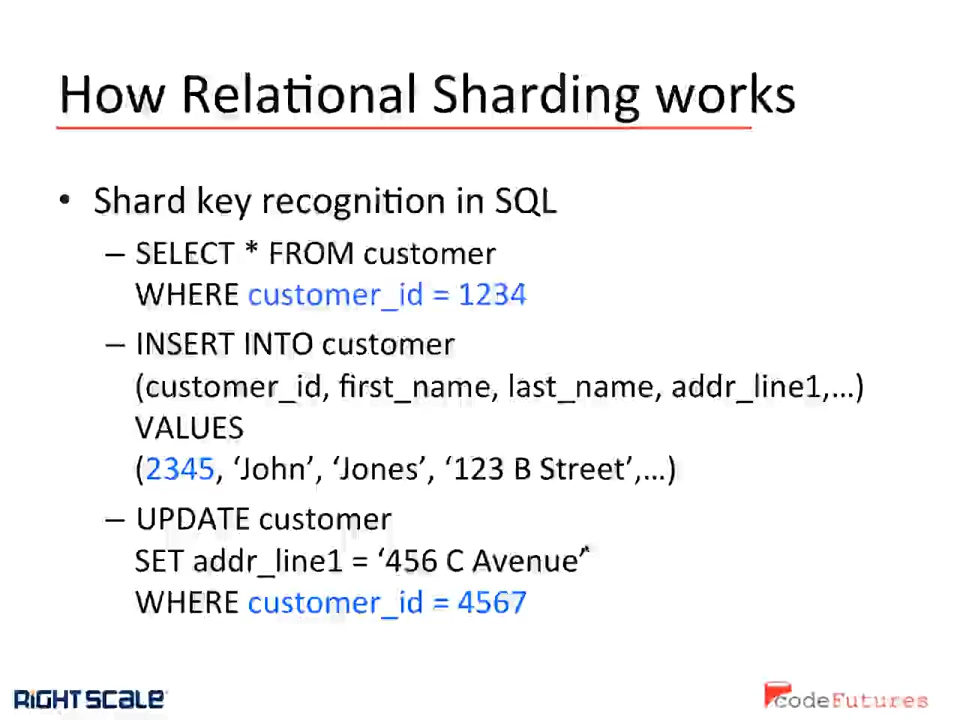 How Relational Sharding works
• Shard key recognition in SQL
– SELECT * FROM customer
WHERE customer_id = 1234
– INSERT INTO customer
(customer_id, first_name, last_name, addr_line1,…)
VALUES
(2345, ‘John’, ‘Jones’, ‘123 B Street’,…)
– UPDATE customer
SET addr_line1 = ‘456 C Avenue’
WHERE customer_id = 4567
RIGHTSCALE
codeFutures